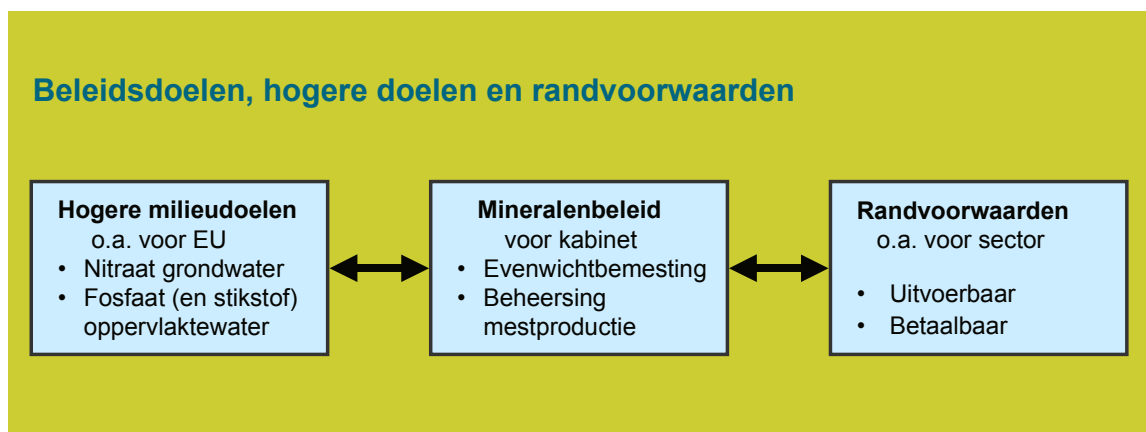 Beleidsdoelen, hogere doelen en randvoorwaarden
Hogere milieudoelen
o.a. voor EU
• Nitraat grondwater
• Fosfaat (en stikstof)
oppervlaktewater
Mineralenbeleid
voor kabinet
• Evenwichtbemesting
• Beheersing
mestproductie
Randvoorwaarden
o.a. voor sector
• Uitvoerbaar
• Betaalbaar